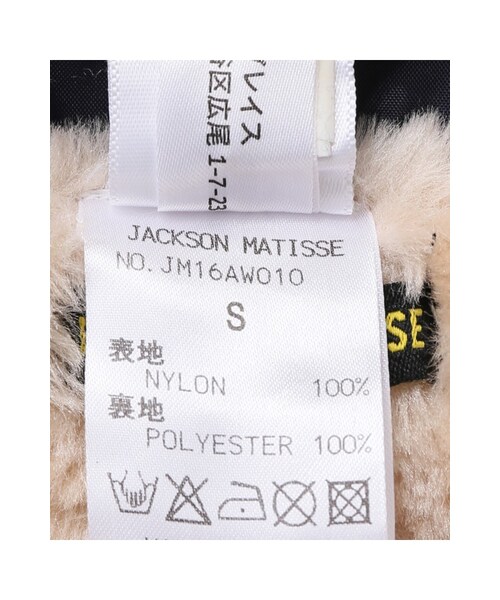 プレイス
区広尾 1-7-23
JACKSON MATISSE
NO.JM16AW010
S
表地
NYLON 100%
裏地
POLYESTER 100%
SE